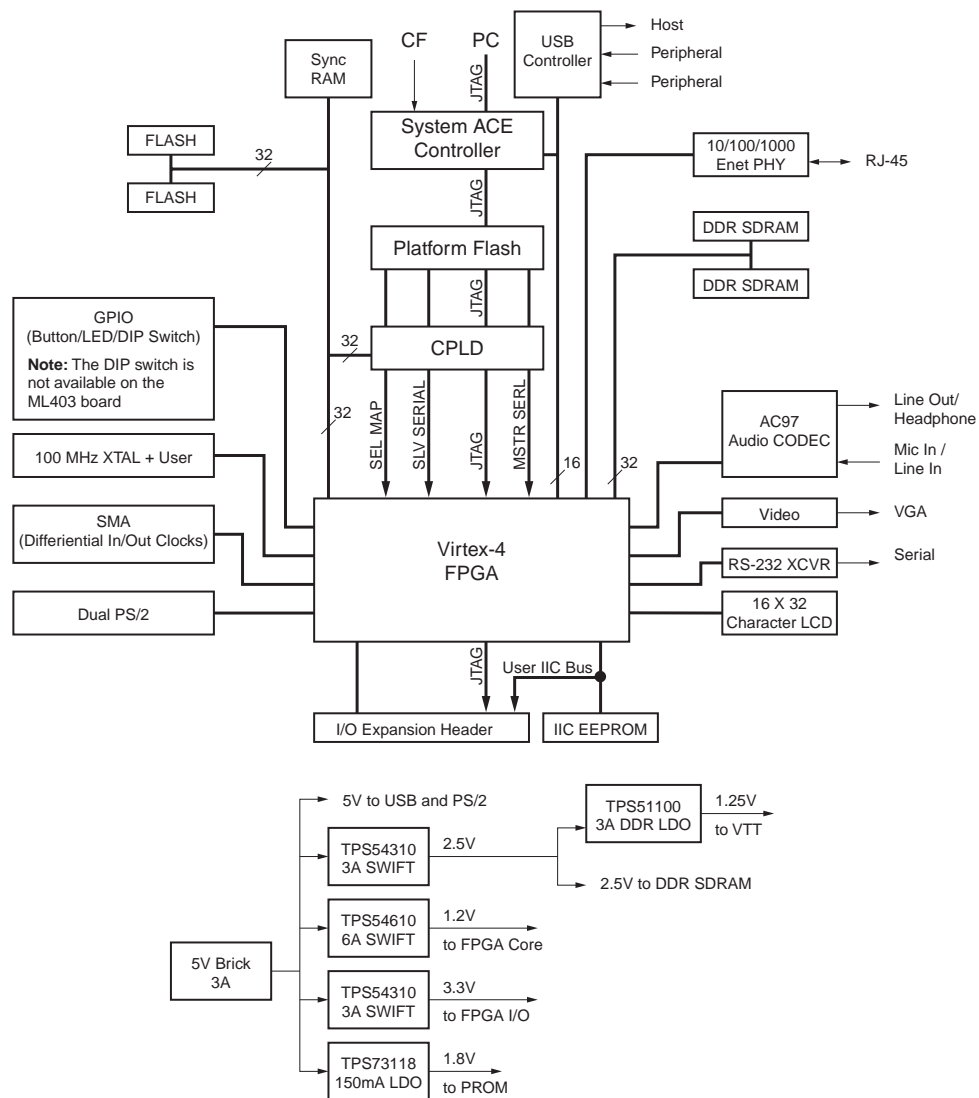 CF
PC
USB
Controller
Host
Peripheral
Peripheral
Sync
RAM
JTAG
System ACE
Controller
FLASH
FLASH
32
10/100/1000
Enet PHY
RJ-45
JTAG
Platform Flash
DDR SDRAM
DDR SDRAM
GPIO
(Button/LED/DIP Switch)
Note: The DIP switch is
not available on the
ML403 board
JTAG
32
CPLD
32
SEL MAP
SLV SERIAL
JTAG
MSTR SERL
16
32
AC97
Audio CODEC
Line Out/
Headphone
Mic In /
Line In
100 MHz XTAL + User
SMA
(Differiential In/Out Clocks)
Dual PS/2
Virtex-4
FPGA
Video
VGA
RS-232 XCVR
Serial
16 X 32
Character LCD
JTAG
User IIC Bus
I/O Expansion Header
IIC EEPROM
5V to USB and PS/2
TPS54310
3A SWIFT
2.5V
TPS51100
3A DDR LDO
1.25V
to VTT
2.5V to DDR SDRAM
TPS54610
6A SWIFT
1.2V
to FPGA Core
5V Brick
3A
TPS54310
3A SWIFT
3.3V
to FPGA I/O
TPS73118
150mA LDO
1.8V
to PROM